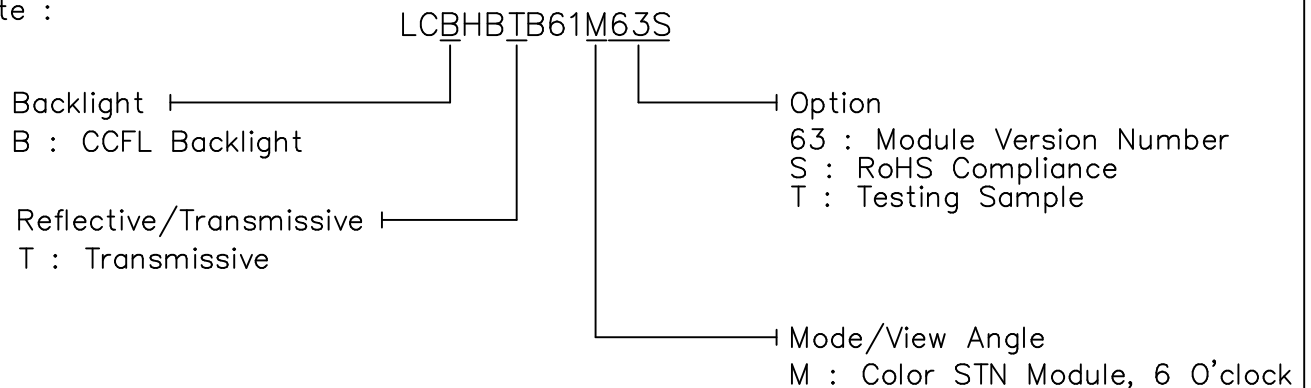 te :
LCBHBTB61M63S
Backlight
B : CCFL Backlight
Reflective/Transmissive
T : Transmissive
Option
63 : Module Version Number
S : RoHS Compliance
T : Testing Sample
Mode/View Angle
M : Color STN Module, 6 O'clock